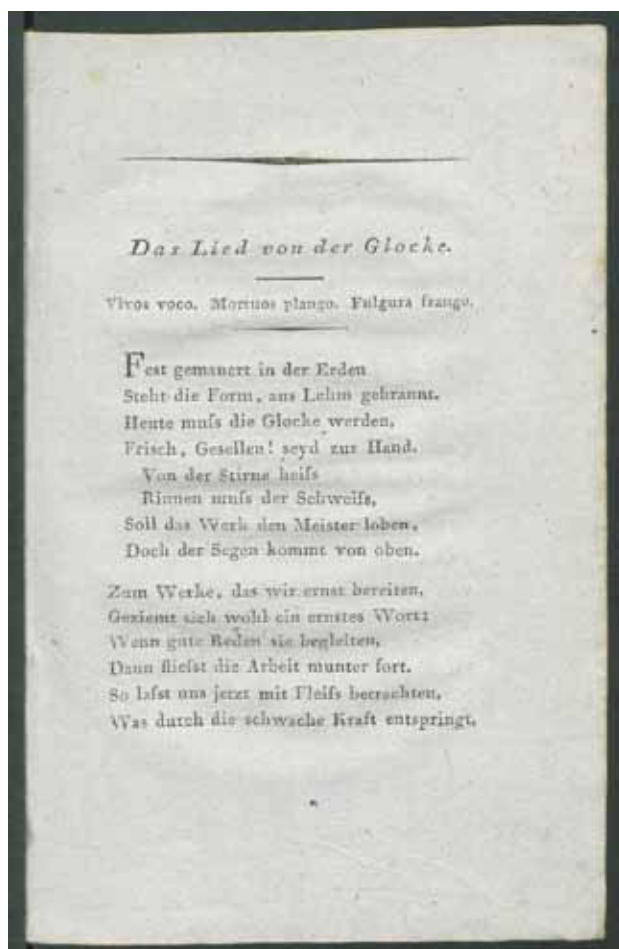 Das Lied von der Glocke.
Vivos voco. Mortuos plango. Fulgura frango.
Fest gemauert in der Erden
Steht die Form, aus Lehm gebrannt.
Heute muſs die Glocke werden,
Frisch, Gesellen! seyd zur Hand.
Von der Stirne heiſs
Rinnen muſs der Schweiſs,
Soll das Werk den Meister loben,
Doch der Segen kommt von oben.
Zum Werke, das wir ernst bereiten,
Geziemt sich wohl ein ernstes Wort;
Wenn gute Reden sie begleiten,
Dann flieſst die Arbeit munter fort.
So laſst uns jetzt mit Fleiſs betrachten,
Was durch die schwache Kraft entspringt,